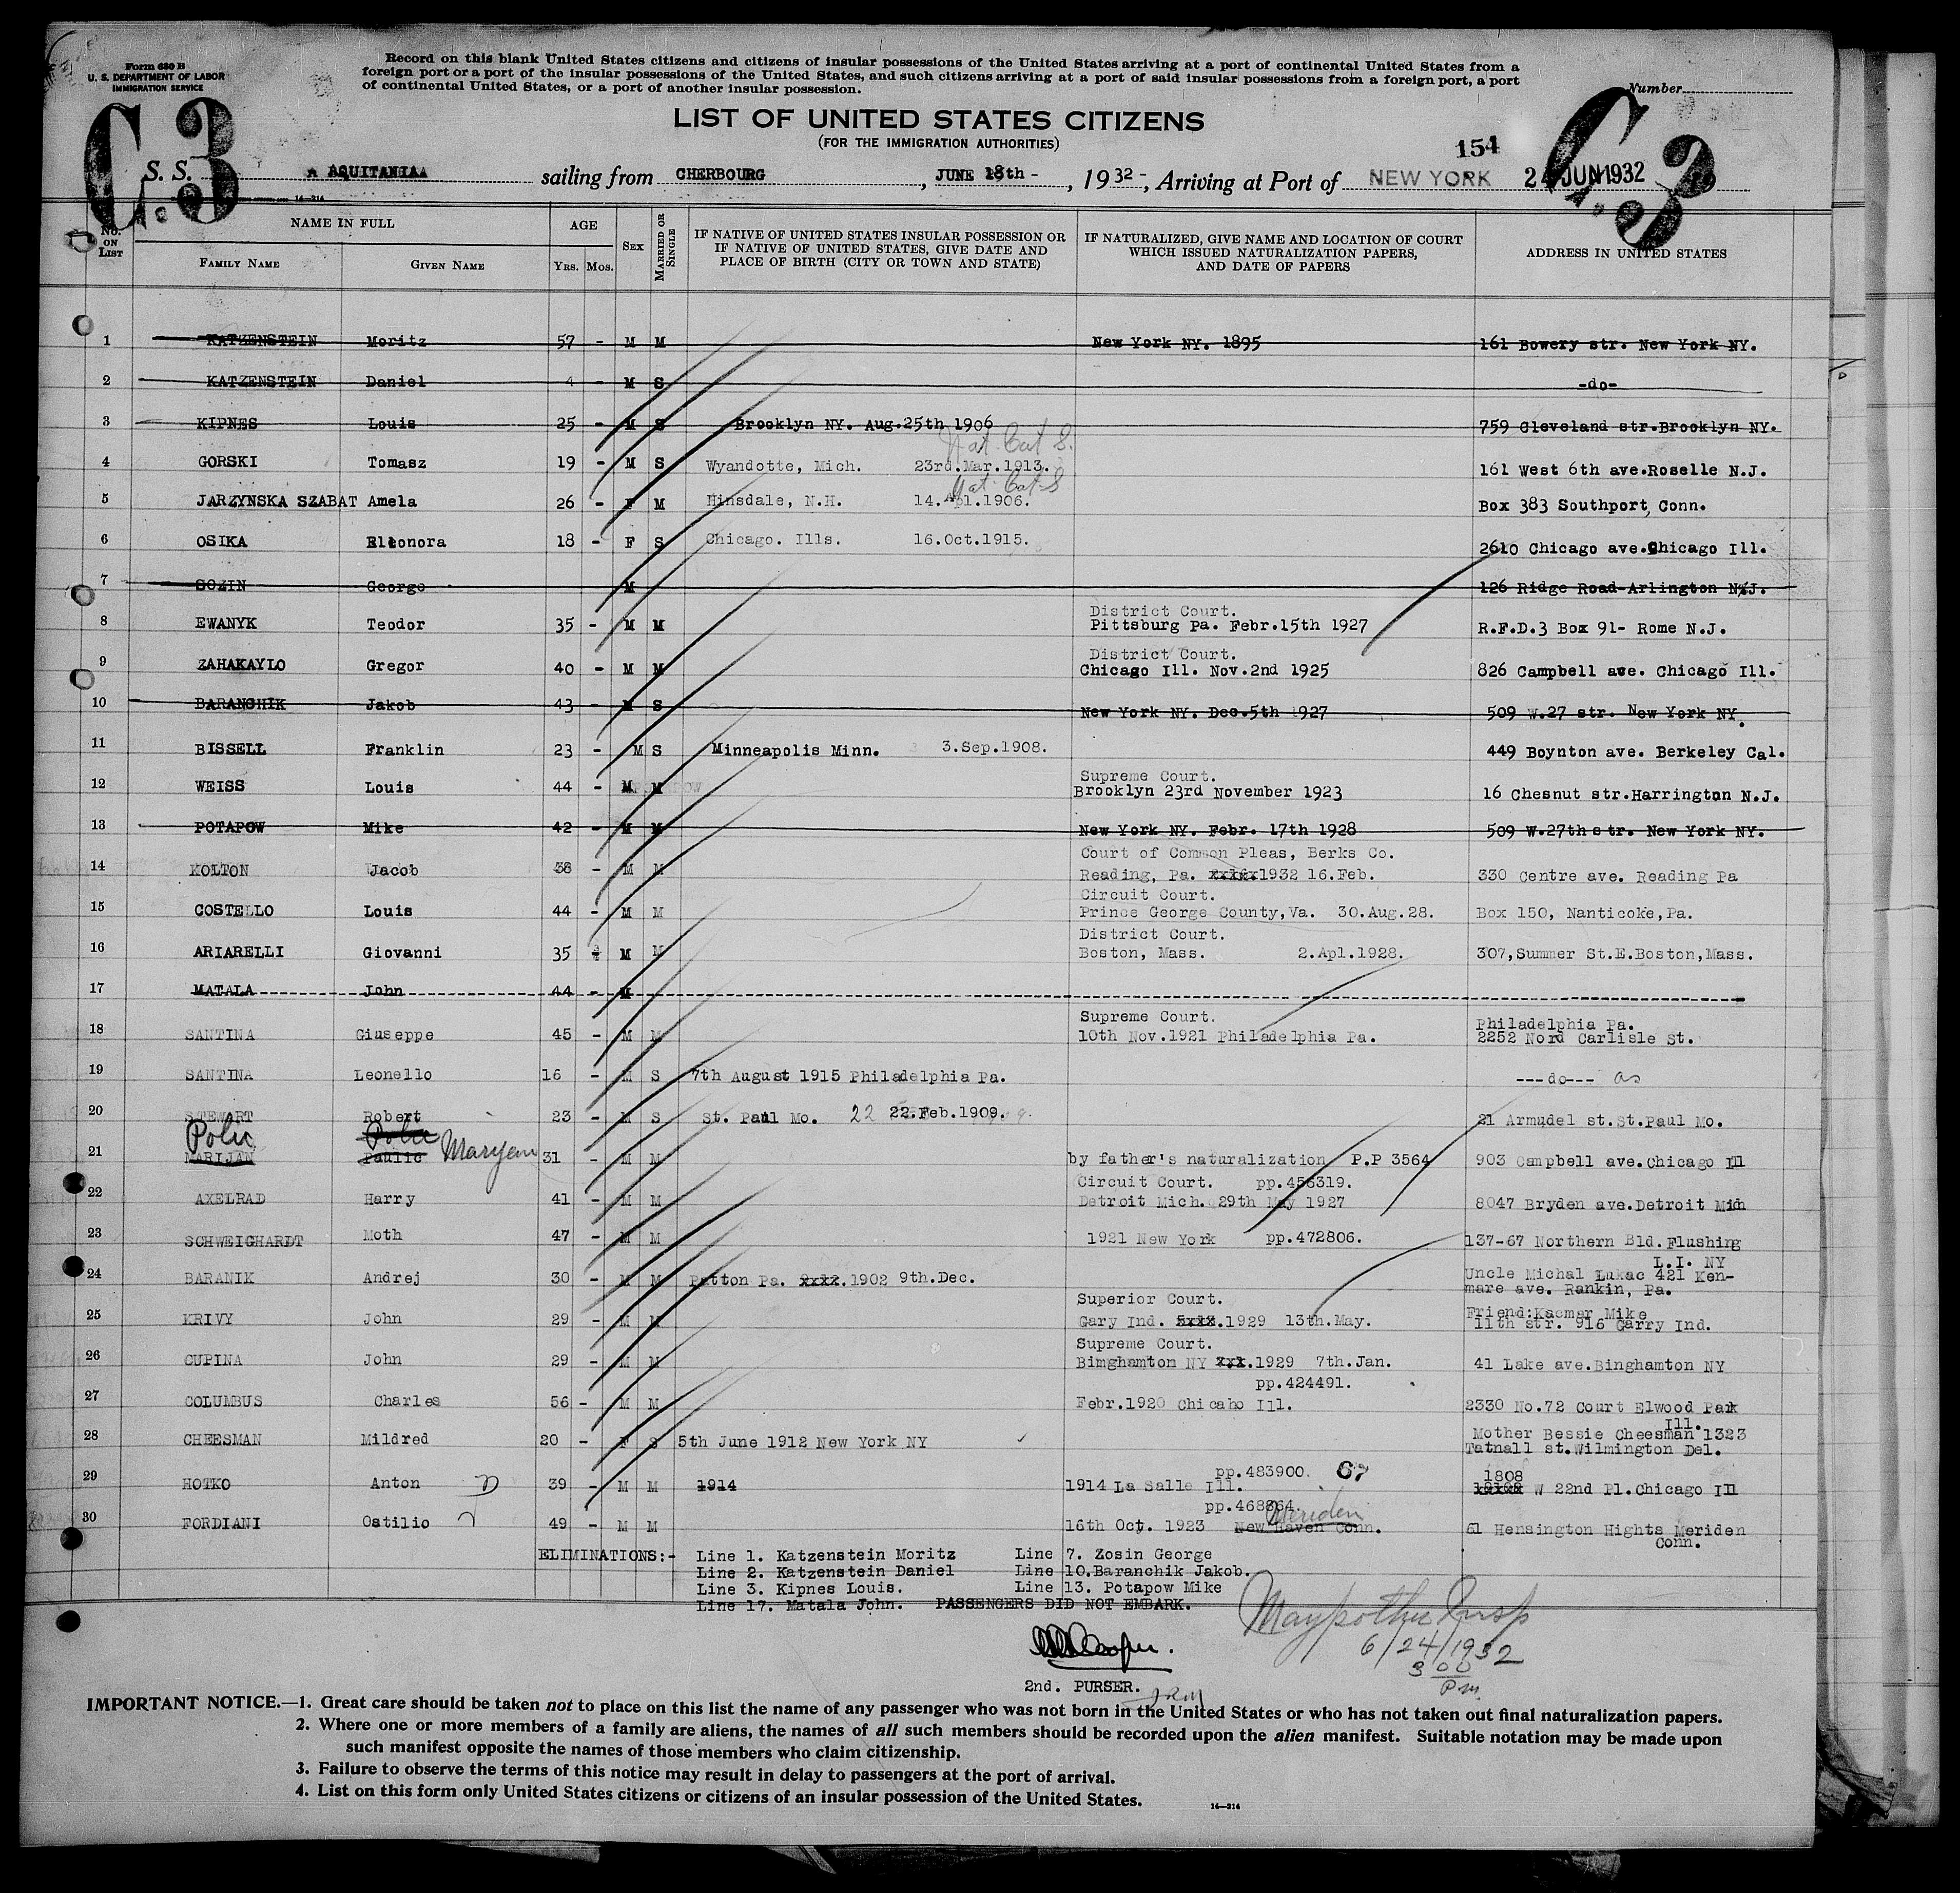 Form 630 B
U. S. DEPARTMENT OF LABOR
IMMIGRATION SERVICE
Record on this blank United States citizens and citizens of insular possessions of the United States arriving at a port of continental United States from a
foreign port or a port of the insular possessions of the United States, and such citizens arriving at a port of said insular possessions from a foreign port, a port
of continental United States, or a port of another insular possession.
Number
C.3
C.3
LIST OF UNITED STATES CITIZENS
(FOR THE IMMIGRATION AUTHORITIES)
154
S. S. AQUITANIA sailing from CHERBOURG, JUNE 18th -, 1932-, Arriving at Port of NEW YORK 24 JUN 1932
14—214
No. ON LIST NAME IN FULL AGE SEX MARRIED OR SINGLE IF NATIVE OF UNITED STATES INSULAR POSSESSION OR IF NATIVE OF UNITED STATES, GIVE DATE AND PLACE OF BIRTH (CITY OR TOWN AND STATE) IF NATURALIZED, GIVE NAME AND LOCATION OF COURT WHICH ISSUED NATURALIZATION PAPERS, AND DATE OF PAPERS ADDRESS IN UNITED STATES
FAMILY NAME GIVEN NAME YRS. MOS.
1 KATZENSTEIN Moritz 57 - M M New York NY. 1895 161 Bowery str. New York NY.
2 KATZENSTEIN Daniel 4 - M S -do-
3 KIPNES Louis 25 - M S Brooklyn NY. Aug.25th 1906 759 Cleveland str.Brooklyn NY.
4 GORSKI Tomasz 19 - M S Wyandotte, Mich. 23rd.Mar.1913. 161 West 6th ave.Roselle N.J.
5 JARZYNSKA SZABAT Amela 26 - F M Hinsdale, N.H. 14.Apl.1906. Box 383 Southport, Conn.
6 OSIKA Eleonora 18 - F S Chicago. Ills. 16.Oct.1915. 2610 Chicago ave.Chicago Ill.
7 SOZIN George M 126 Ridge Road-Arlington N.J.
District Court.
8 EWANYK Teodor 35 - M M Pittsburg Pa. Febr.15th 1927 R.F.D.3 Box 91- Rome N.J.
District Court.
9 ZAHAKAYLO Gregor 40 - M M Chicago Ill. Nov.2nd 1925 826 Campbell ave. Chicago Ill.
10 BARANCHIK Jakob 43 - M S New York NY. Dec.5th 1927 509 W.27 str. New York NY.
11 BISSELL Franklin 23 - M S Minneapolis Minn. 3.Sep.1908. 449 Boynton ave. Berkeley Cal.
Supreme Court.
12 WEISS Louis 44 - M M Brooklyn 23rd November 1923 16 Chesnut str.Harrington N.J.
13 POTAPOW Mike 42 - M M New York NY. Febr. 17th 1928 509 W.27th str. New York NY.
Court of Common Pleas, Berks Co.
14 KOLTON Jacob 38 - M M Reading, Pa. 1932 16.Feb. 330 Centre ave. Reading Pa
Circuit Court.
15 COSTELLO Louis 44 - M M Prince George County,Va. 30.Aug.28. Box 150, Nanticoke,Pa.
District Court.
16 ARIARELLI Giovanni 35 M M Boston, Mass. 2.Apl.1928. 307,Summer St.E.Boston,Mass.
17 MATALA John 44 - M
Supreme Court. Philadelphia Pa.
18 SANTINA Giuseppe 45 - M M 10th Nov.1921 Philadelphia Pa. 2252 Nord Carlisle St.
19 SANTINA Leonello 16 - M S 7th August 1915 Philadelphia Pa. ---do--- as
20 STEWART Robert 23 - M S St. Paul Mo. 22 22.Feb.1909. 21 Armudel st.St.Paul Mo.
Polic
21 MARIJAN Paulic Maryan 31 - M M by father's naturalization P.P 3564 903 Campbell ave.Chicago Ill
Circuit Court. pp.456319.
22 AXELRAD Harry 41 - M M Detroit Mich. 29th May 1927 8047 Bryden ave.Detroit Mich
23 SCHWEIGHARDT Moth 47 - M M 1921 New York pp.472806. 137-67 Northern Bld.Flushing
L.I. NY
24 BARANIK Andrej 30 - M M Patton Pa. 1902 9th.Dec. Uncle Michal Lukac 421 Ken-
mare ave. Rankin, Pa.
Superior Court. Friend:Kacmar Mike
25 KRIVY John 29 - M M Gary Ind. 1929 13th.May. 11th str. 916 Garry Ind.
Supreme Court.
26 CUPINA John 29 - M M Bimghamton NY 1929 7th.Jan. 41 Lake ave.Binghamton NY
pp.424491.
27 COLUMBUS Charles 56 - M M Febr.1920 Chicaho Ill. 2330 No.72 Court Elwood Park
Ill.
28 CHEESMAN Mildred 20 - F S 5th June 1912 New York NY Mother Bessie Cheesman 1323
Tatnall st.Wilmington Del.
pp.483900. 67 1808
29 HOTKO Anton 39 - M M 1914 1914 La Salle Ill. W 22nd Pl.Chicago Ill
pp.468864. Meriden
30 FORDIANI Ostilio 49 - M M 16th Oct. 1923 New Haven Conn. 61 Hensington Hights Meriden
Conn.
ELIMINATIONS:- Line 1. Katzenstein Moritz Line 7. Zosin George
Line 2. Katzenstein Daniel Line 10.Baranchik Jakob.
Line 3. Kipnes Louis. Line 13. Potapow Mike
Line 17. Matala John. PASSENGERS DID NOT EMBARK.
6/24/1932
3 00
Pm.
2nd. PURSER.
IMPORTANT NOTICE.—1. Great care should be taken not to place on this list the name of any passenger who was not born in the United States or who has not taken out final naturalization papers.
2. Where one or more members of a family are aliens, the names of all such members should be recorded upon the alien manifest. Suitable notation may be made upon
such manifest opposite the names of those members who claim citizenship.
3. Failure to observe the terms of this notice may result in delay to passengers at the port of arrival.
4. List on this form only United States citizens or citizens of an insular possession of the United States.
14—214